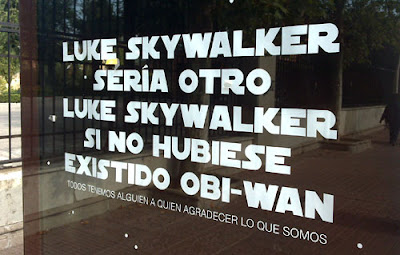 LUKE SKYWALKER
SERÍA OTRO
LUKE SKYWALKER
SI NO HUBIESE
EXISTIDO OBI-WAN
TODOS TENEMOS ALGUIEN A QUIEN AGRADECER LO QUE SOMOS